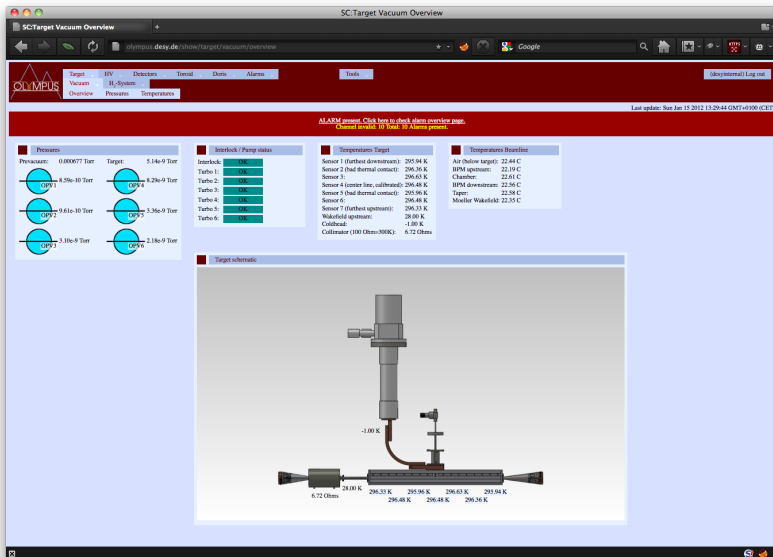 SC:Target Vacuum Overview
SC:Target Vacuum Overview +
olympus.desy.de/show/target/vacuum/overview
Google
OLYMPUS
Target HV Detectors Toroid Doris Alarms Tools (desyinternal) Log out
Vacuum H₂-System
Overview Pressures Temperatures
Last update: Sun Jan 15 2012 13:29:44 GMT+0100 (CET
ALARM present. Click here to check alarm overview page.
Channel invalid: 10 Total: 10 Alarms present.
Pressures
Prevacuum: 0.000677 Torr Target: 5.14e-9 Torr
OPV1 8.59e-10 Torr OPV4 8.29e-9 Torr
OPV2 9.61e-10 Torr OPV5 3.36e-9 Torr
OPV3 3.10e-9 Torr OPV6 2.18e-9 Torr
Interlock / Pump status
Interlock: OK
Turbo 1: OK
Turbo 2: OK
Turbo 3: OK
Turbo 4: OK
Turbo 5: OK
Turbo 6: OK
Temperatures Target
Sensor 1 (furthest downstream): 295.94 K
Sensor 2 (bad thermal contact): 296.36 K
Sensor 3: 296.63 K
Sensor 4 (center line, calibrated): 296.48 K
Sensor 5 (bad thermal contact): 295.96 K
Sensor 6: 296.48 K
Sensor 7 (furthest upstream): 296.33 K
Wakefield upstream: 28.00 K
Coldhead: -1.00 K
Collimator (100 Ohms=300K): 6.72 Ohms
Temperatures Beamline
Air (below target): 22.44 C
BPM upstream: 22.19 C
Chamber: 22.61 C
BPM downstream: 22.56 C
Taper: 22.58 C
Moeller Wakefield: 22.35 C
Target schematic
-1.00 K
6.72 Ohms
28.00 K
296.33 K 295.96 K 296.63 K 295.94 K
296.48 K 296.48 K 296.36 K